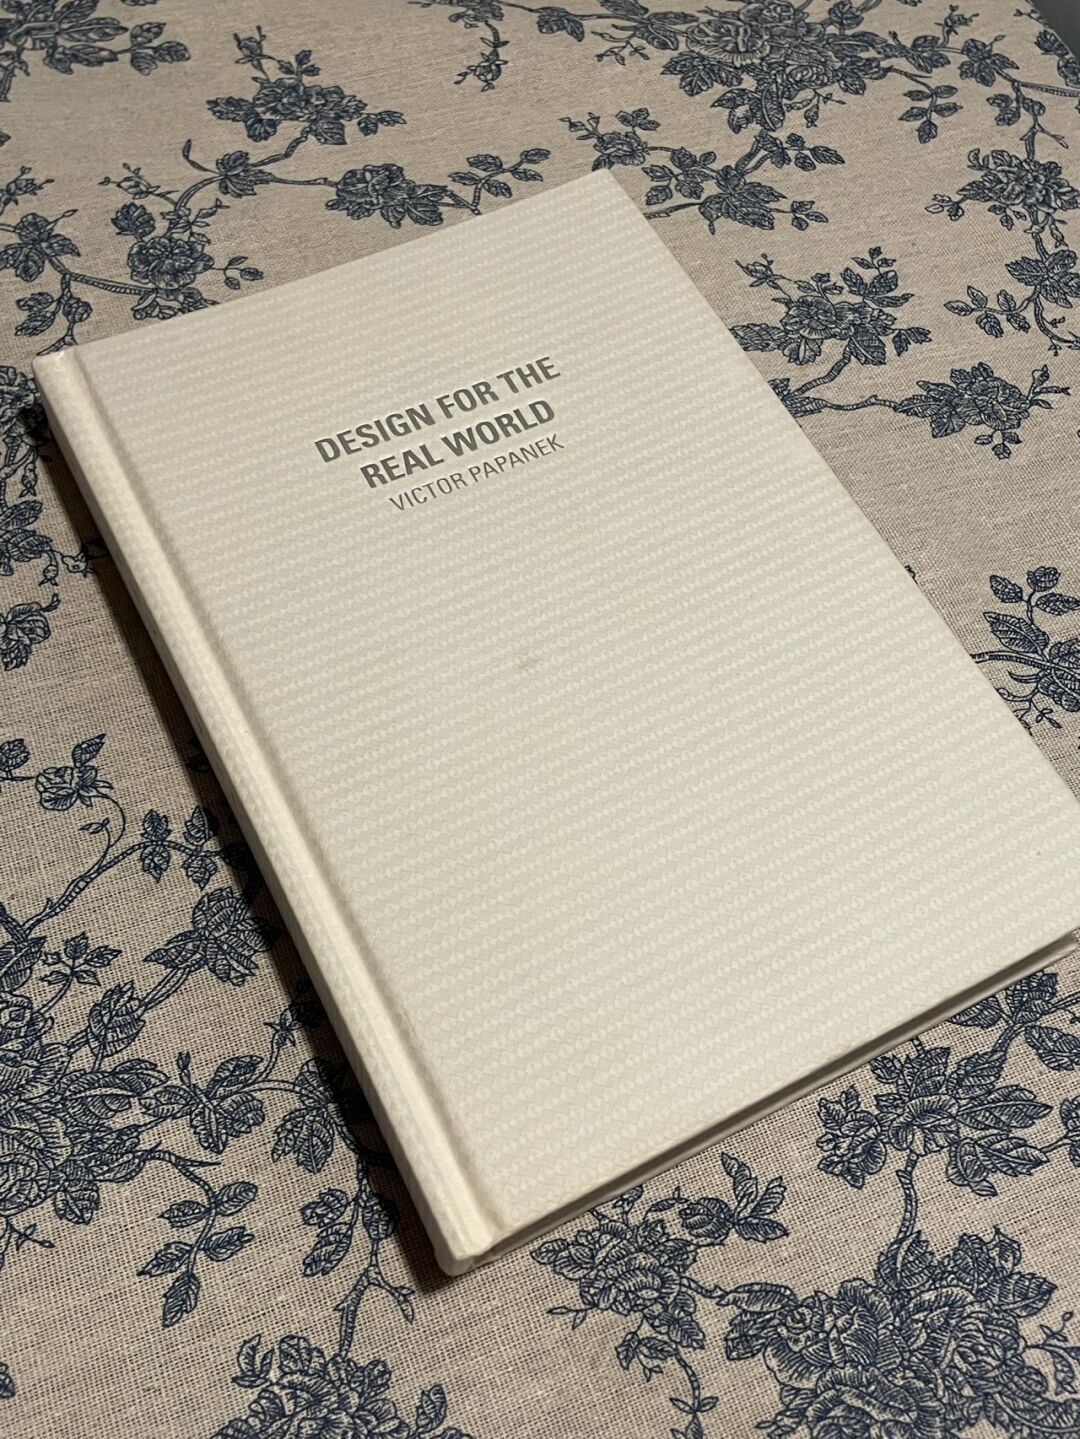 DESIGN FOR THE
REAL WORLD
VICTOR PAPANEK